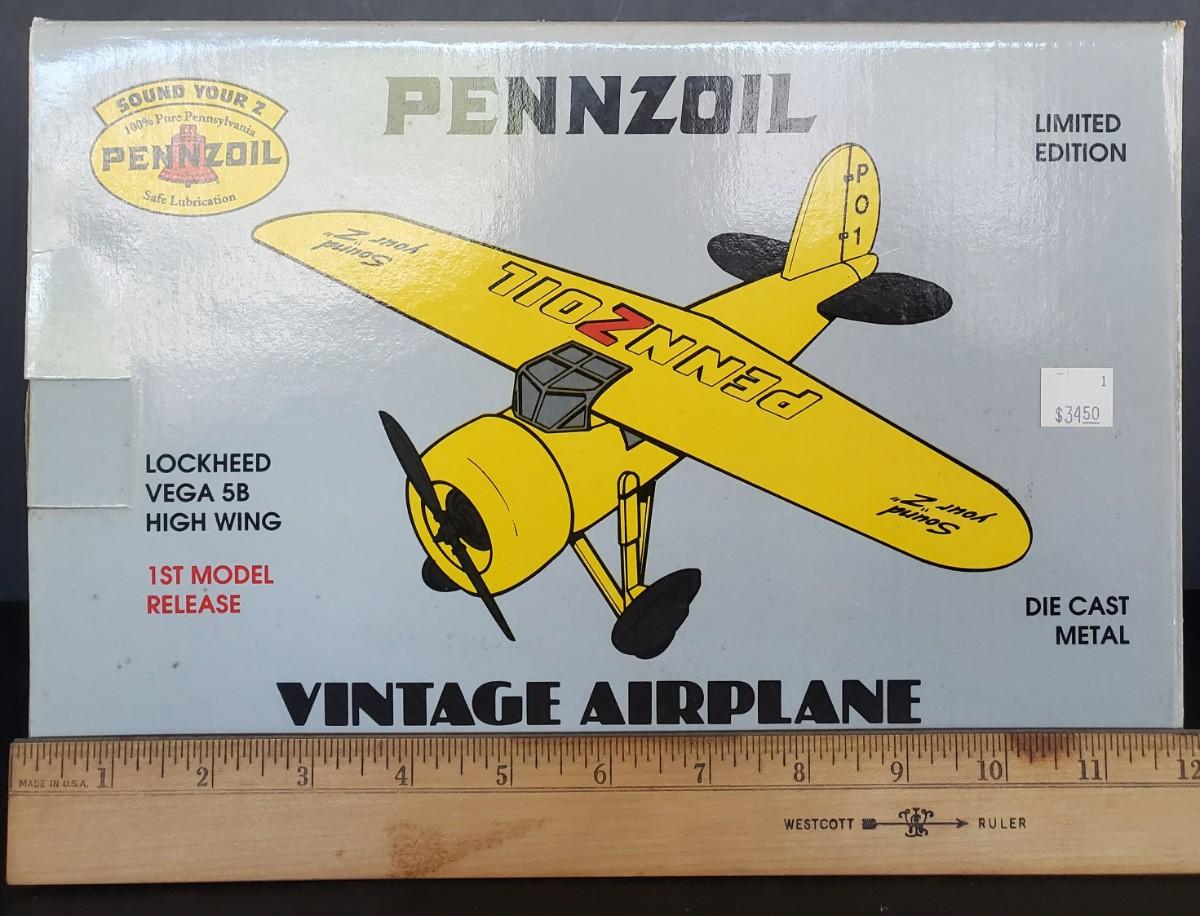 SOUND YOUR Z
100% Pure Pennsylvania
PENNZOIL
Safe Lubrication
PENNZOIL
LIMITED
EDITION
P
O
1
Sound
your "Z"
PENNZOIL
Sound
your "Z"
1
$3450
LOCKHEED
VEGA 5B
HIGH WING
1ST MODEL
RELEASE
DIE CAST
METAL
VINTAGE AIRPLANE
1 2 3 4 5 6 7 8 9 10 11 12
MADE IN U.S.A.
WESTCOTT RULER